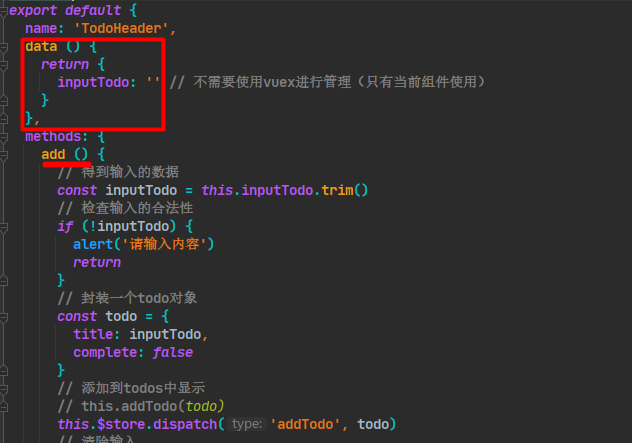 export default {
name: 'TodoHeader',
data () {
return {
inputTodo: '' // 不需要使用vuex进行管理（只有当前组件使用）
}
},
methods: {
add () {
// 得到输入的数据
const inputTodo = this.inputTodo.trim()
// 检查输入的合法性
if (!inputTodo) {
alert('请输入内容')
return
}
// 封装一个todo对象
const todo = {
title: inputTodo,
complete: false
}
// 添加到todos中显示
// this.addTodo(todo)
this.$store.dispatch( type: 'addTodo', todo)
// 清除输入